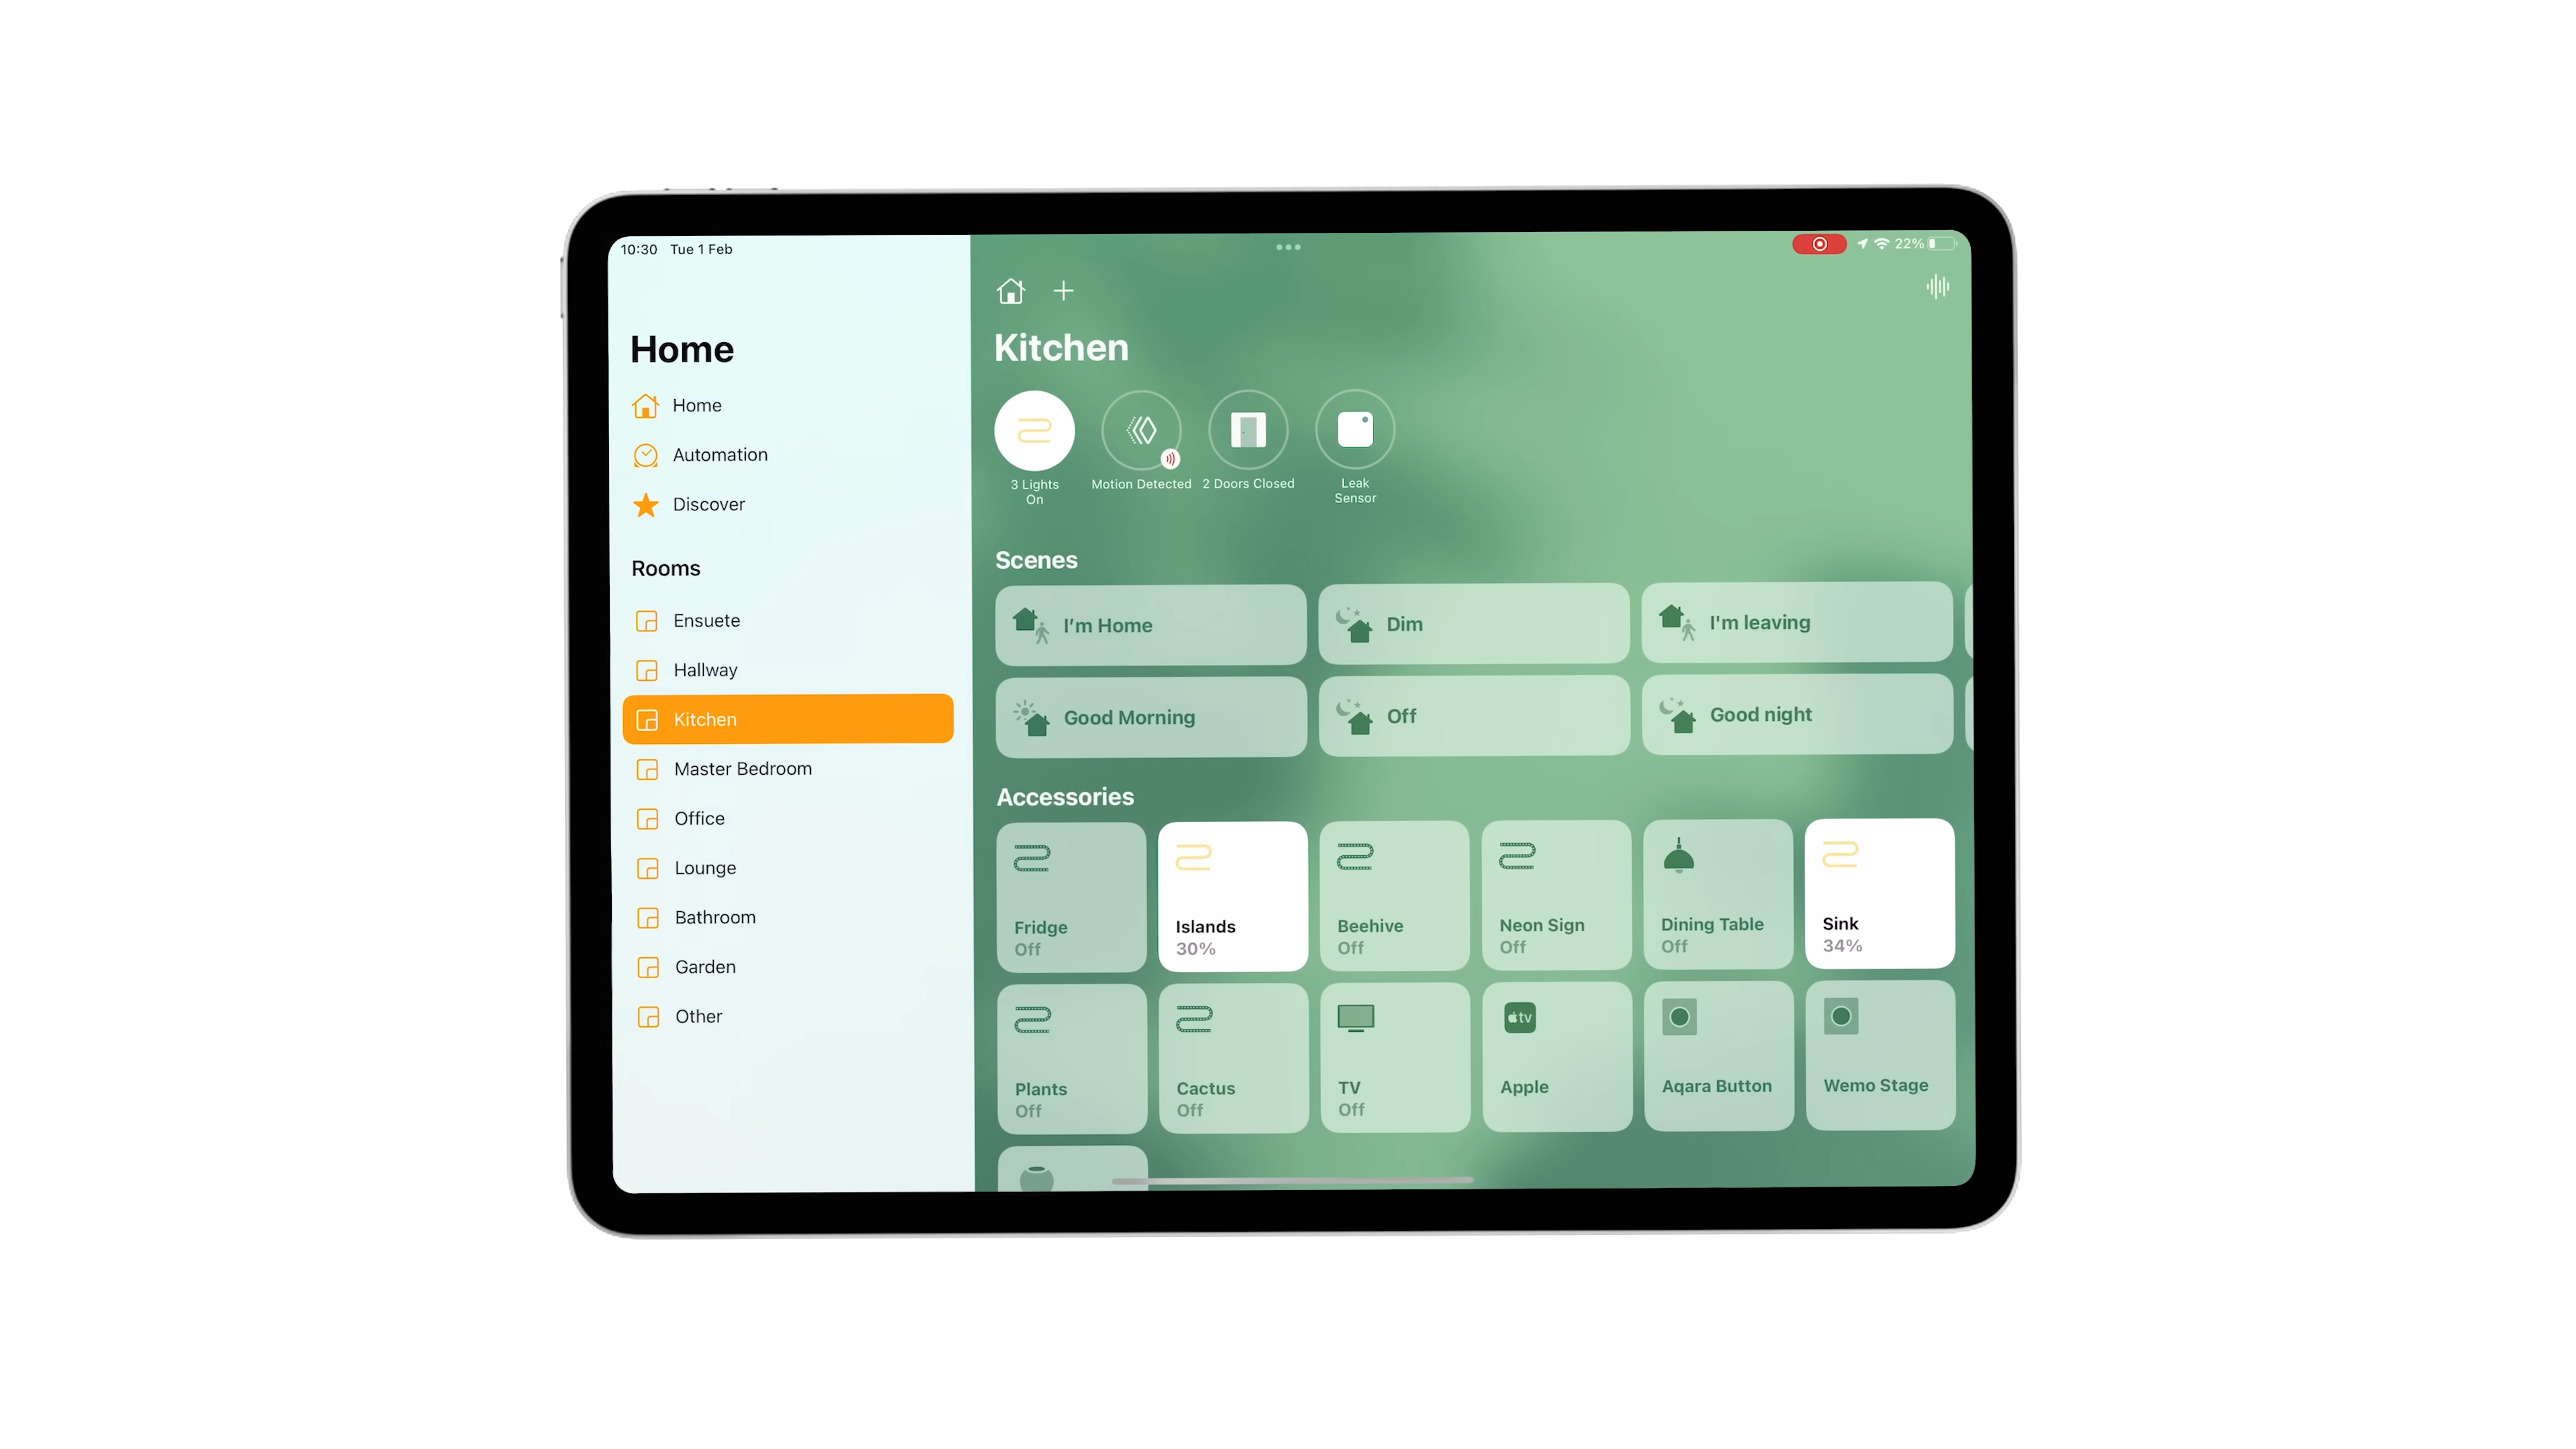 10:30 Tue 1 Feb
22%
Home
Home
Automation
Discover
Rooms
Ensuete
Hallway
Kitchen
Master Bedroom
Office
Lounge
Bathroom
Garden
Other
Kitchen
3 Lights
On
Motion Detected
2 Doors Closed
Leak
Sensor
Scenes
I'm Home
Dim
I'm leaving
Good Morning
Off
Good night
Accessories
Fridge
Off
Islands
30%
Beehive
Off
Neon Sign
Off
Dining Table
Off
Sink
34%
Plants
Off
Cactus
Off
TV
Off
tv
Apple
Aqara Button
Wemo Stage